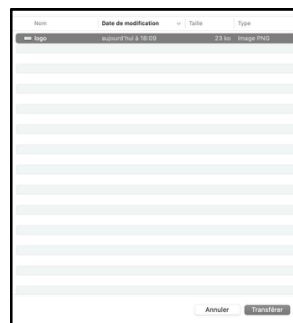 Nom Date de modification Taille Type
logo aujourd'hui à 18:09 23 ko Image PNG
Annuler Transférer